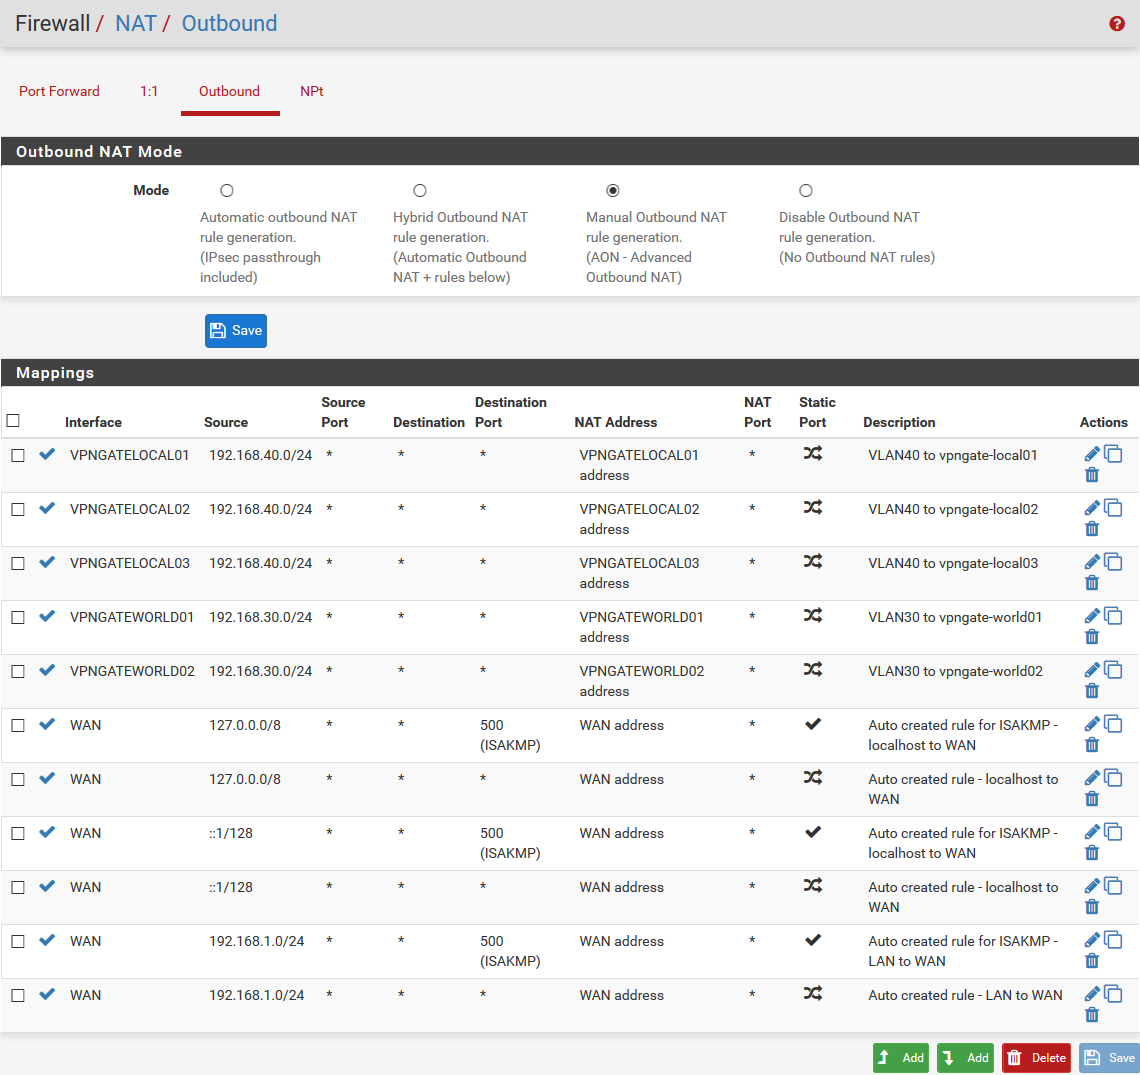 Firewall / NAT / Outbound
Port Forward 1:1 Outbound NPt
Outbound NAT Mode
Mode
Automatic outbound NAT
rule generation.
(IPsec passthrough
included)
Hybrid Outbound NAT
rule generation.
(Automatic Outbound
NAT + rules below)
Manual Outbound NAT
rule generation.
(AON - Advanced
Outbound NAT)
Disable Outbound NAT
rule generation.
(No Outbound NAT rules)
Save
Mappings
Interface Source Source Port Destination Destination Port NAT Address NAT Port Static Port Description Actions
VPNGATELOCAL01 192.168.40.0/24 * * * VPNGATELOCAL01 address * VLAN40 to vpngate-local01
VPNGATELOCAL02 192.168.40.0/24 * * * VPNGATELOCAL02 address * VLAN40 to vpngate-local02
VPNGATELOCAL03 192.168.40.0/24 * * * VPNGATELOCAL03 address * VLAN40 to vpngate-local03
VPNGATEWORLD01 192.168.30.0/24 * * * VPNGATEWORLD01 address * VLAN30 to vpngate-world01
VPNGATEWORLD02 192.168.30.0/24 * * * VPNGATEWORLD02 address * VLAN30 to vpngate-world02
WAN 127.0.0.0/8 * * 500 (ISAKMP) WAN address * Auto created rule for ISAKMP - localhost to WAN
WAN 127.0.0.0/8 * * * WAN address * Auto created rule - localhost to WAN
WAN ::1/128 * * 500 (ISAKMP) WAN address * Auto created rule for ISAKMP - localhost to WAN
WAN ::1/128 * * * WAN address * Auto created rule - localhost to WAN
WAN 192.168.1.0/24 * * 500 (ISAKMP) WAN address * Auto created rule for ISAKMP - LAN to WAN
WAN 192.168.1.0/24 * * * WAN address * Auto created rule - LAN to WAN
Add Add Delete Save